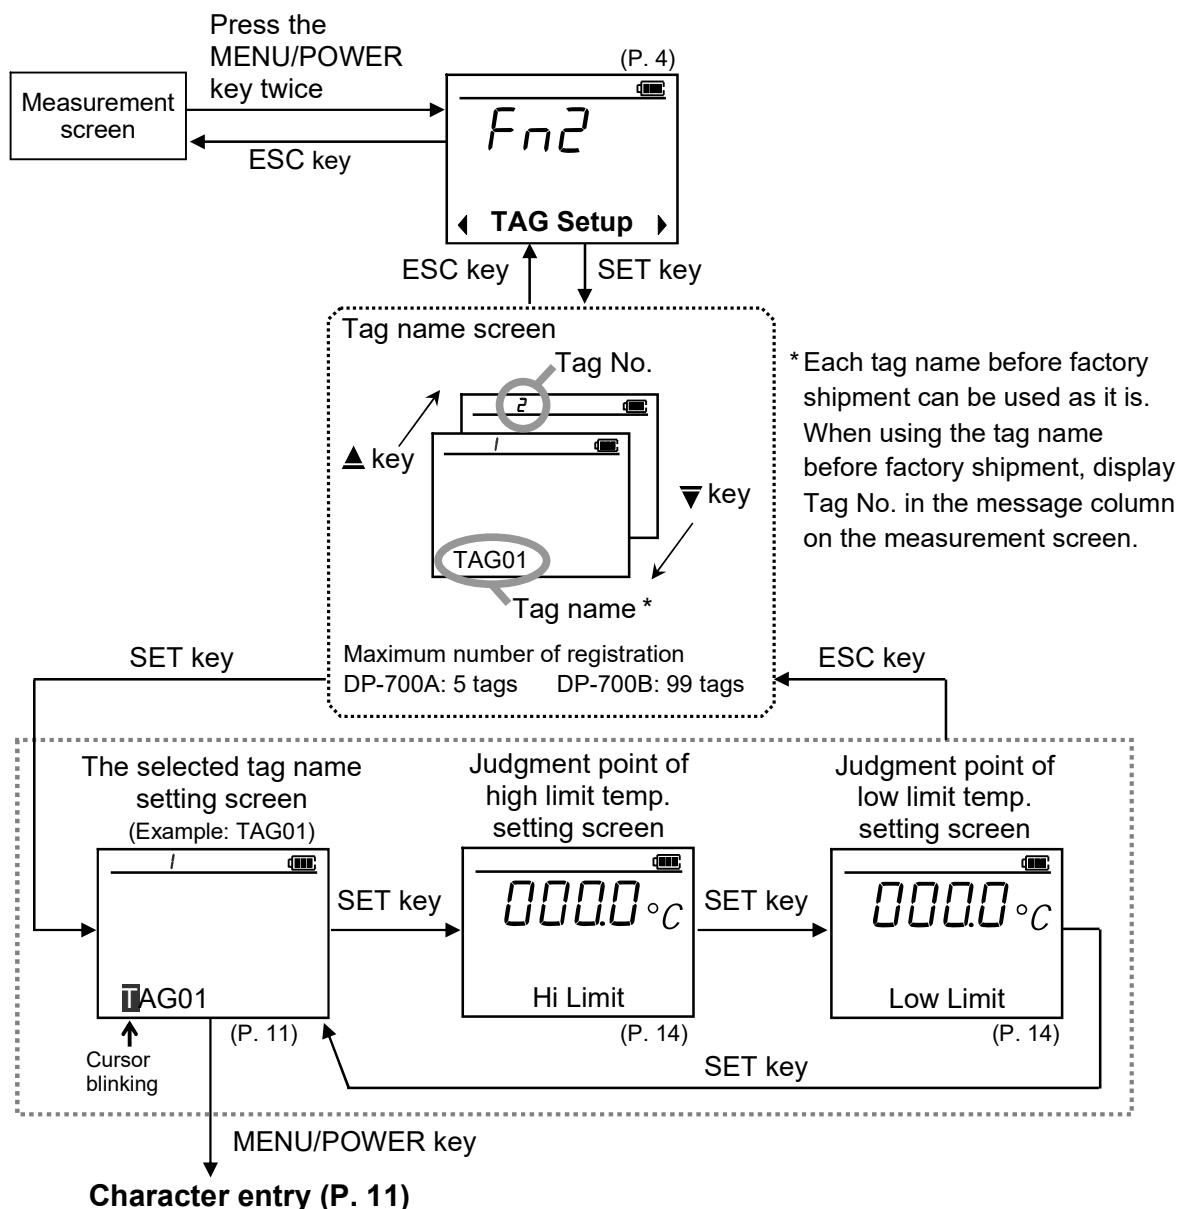 Press the
MENU/POWER
key twice
(P. 4)
Measurement
screen
Fn2
ESC key
TAG Setup
ESC key
SET key
Tag name screen
Tag No.
2
1
▲ key
▼ key
TAG01
Tag name *
* Each tag name before factory
shipment can be used as it is.
When using the tag name
before factory shipment, display
Tag No. in the message column
on the measurement screen.
Maximum number of registration
DP-700A: 5 tags DP-700B: 99 tags
SET key
ESC key
The selected tag name
setting screen
(Example: TAG01)
1
TAG01
(P. 11)
Cursor
blinking
SET key
Judgment point of
high limit temp.
setting screen
000.0 °C
Hi Limit
(P. 14)
SET key
Judgment point of
low limit temp.
setting screen
000.0 °C
Low Limit
(P. 14)
SET key
MENU/POWER key
Character entry (P. 11)